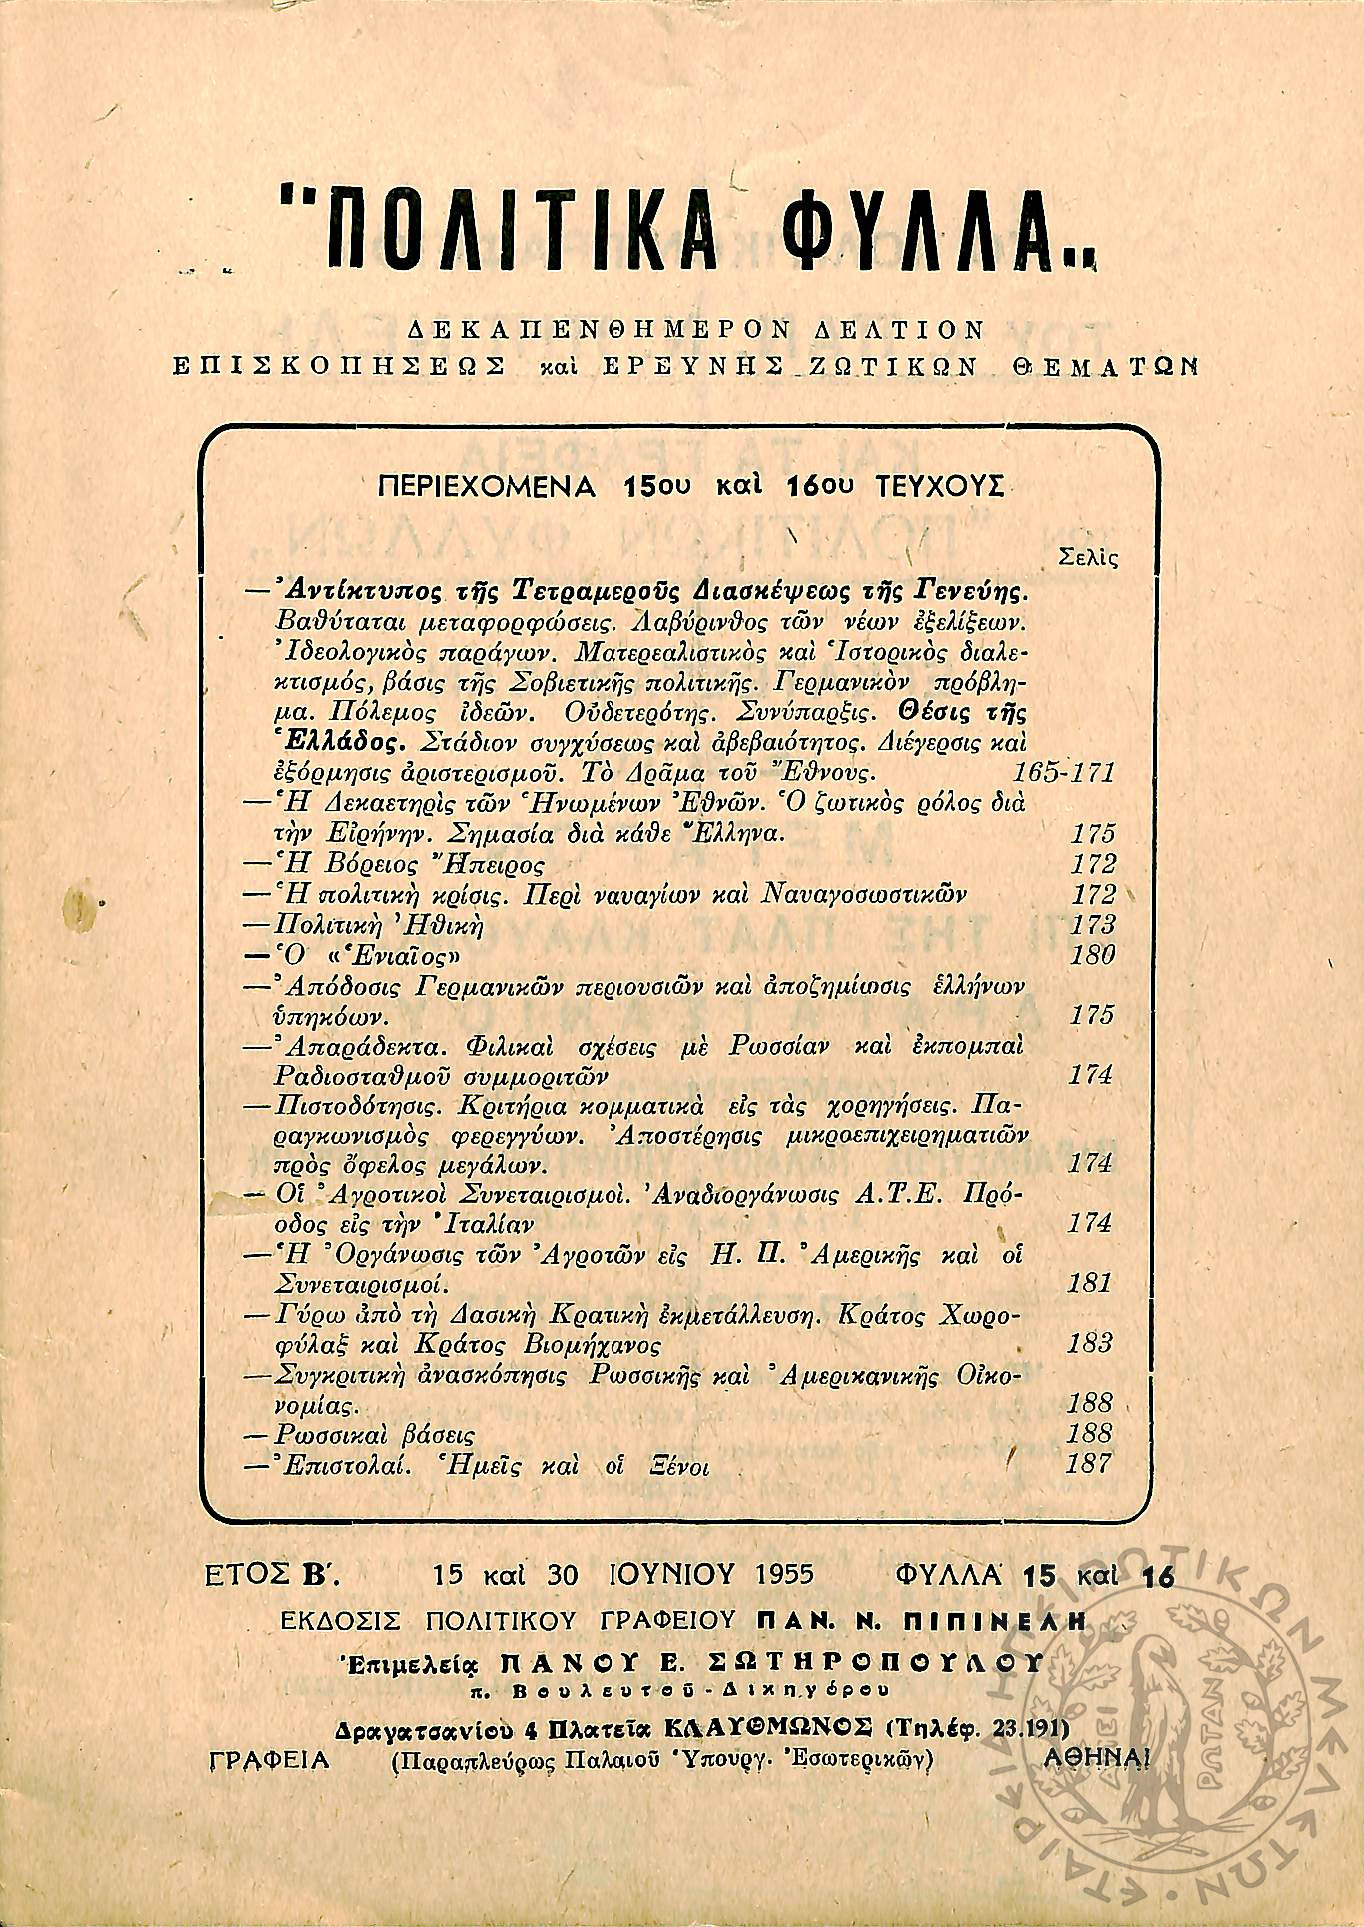 "ΠΟΛΙΤΙΚΑ ΦΥΛΛΑ„
ΔΕΚΑΠΕΝΘΗΜΕΡΟΝ ΔΕΛΤΙΟΝ
ΕΠΙΣΚΟΠΗΣΕΩΣ καὶ ΕΡΕΥΝΗΣ ΖΩΤΙΚΩΝ ΘΕΜΑΤΩΝ
ΠΕΡΙΕΧΟΜΕΝΑ 15ου καὶ 16ου ΤΕΥΧΟΥΣ
Σελὶς
— Ἀντίκτυπος τῆς Τετραμεροῦς Διασκέψεως τῆς Γενεύης.
Βαθύταται μεταφορφώσεις. Λαβύρινθος τῶν νέων ἐξελίξεων.
Ἰδεολογικὸς παράγων. Ματερεαλιστικὸς καὶ Ἱστορικὸς διαλε-
κτισμός, βάσις τῆς Σοβιετικῆς πολιτικῆς. Γερμανικὸν πρόβλη-
μα. Πόλεμος ἰδεῶν. Οὐδετερότης. Συνύπαρξις. Θέσις τῆς
Ἑλλάδος. Στάδιον συγχύσεως καὶ ἀβεβαιότητος. Διέγερσις καὶ
ἐξόρμησις ἀριστερισμοῦ. Τὸ Δρᾶμα τοῦ Ἔθνους. 165-171
— Ἡ Δεκαετηρὶς τῶν Ἡνωμένων Ἐθνῶν. Ὁ ζωτικὸς ρόλος διὰ
τὴν Εἰρήνην. Σημασία διὰ κάθε Ἕλληνα. 175
— Ἡ Βόρειος Ἤπειρος 172
— Ἡ πολιτικὴ κρίσις. Περὶ ναυαγίων καὶ Ναυαγοσωστικῶν 172
— Πολιτικὴ Ἠθικὴ 173
— Ὁ «Ἑνιαῖος» 180
— Ἀπόδοσις Γερμανικῶν περιουσιῶν καὶ ἀποζημίωσις ἑλλήνων
ὑπηκόων. 175
— Ἀπαράδεκτα. Φιλικαὶ σχέσεις μὲ Ρωσσίαν καὶ ἐκπομπαὶ
Ραδιοσταθμοῦ συμμοριτῶν 174
— Πιστοδότησις. Κριτήρια κομματικὰ εἰς τὰς χορηγήσεις. Πα-
ραγκωνισμὸς φερεγγύων. Ἀποστέρησις μικροεπιχειρηματιῶν
πρὸς ὄφελος μεγάλων. 174
— Οἱ Ἀγροτικοὶ Συνεταιρισμοὶ. Ἀναδιοργάνωσις Α.Τ.Ε. Πρό-
οδος εἰς τὴν Ἰταλίαν 174
— Ἡ Ὀργάνωσις τῶν Ἀγροτῶν εἰς Η. Π. Ἀμερικῆς καὶ οἱ
Συνεταιρισμοί. 181
— Γύρω ἀπὸ τὴ Δασικὴ Κρατικὴ ἐκμετάλλευση. Κράτος Χωρο-
φύλαξ καὶ Κράτος Βιομήχανος 183
— Συγκριτικὴ ἀνασκόπησις Ρωσσικῆς καὶ Ἀμερικανικῆς Οἰκο-
νομίας. 188
— Ρωσσικαὶ βάσεις 188
— Ἐπιστολαί. Ἡμεῖς καὶ οἱ Ξένοι 187
ΕΤΟΣ Β΄. 15 καὶ 30 ΙΟΥΝΙΟΥ 1955 ΦΥΛΛΑ 15 καὶ 16
ΕΚΔΟΣΙΣ ΠΟΛΙΤΙΚΟΥ ΓΡΑΦΕΙΟΥ ΠΑΝ. Ν. ΠΙΠΙΝΕΛΗ
Ἐπιμελείᾳ ΠΑΝΟΥ Ε. ΣΩΤΗΡΟΠΟΥΛΟΥ
π. Βουλευτοῦ - Δικηγόρου
Δραγατσανίου 4 Πλατεῖα ΚΛΑΥΘΜΩΝΟΣ (Τηλέφ. 23.191)
ΓΡΑΦΕΙΑ (Παραπλεύρως Παλαιοῦ Ὑπουργ. Ἐσωτερικῶν) ΑΘΗΝΑΙ
ΕΤΑΙΡΕΙΑ ΗΠΕΙΡΩΤΙΚΩΝ ΜΕΛΕΤΩΝ
ΑΠΕΙ ΡΩΤΑΝ